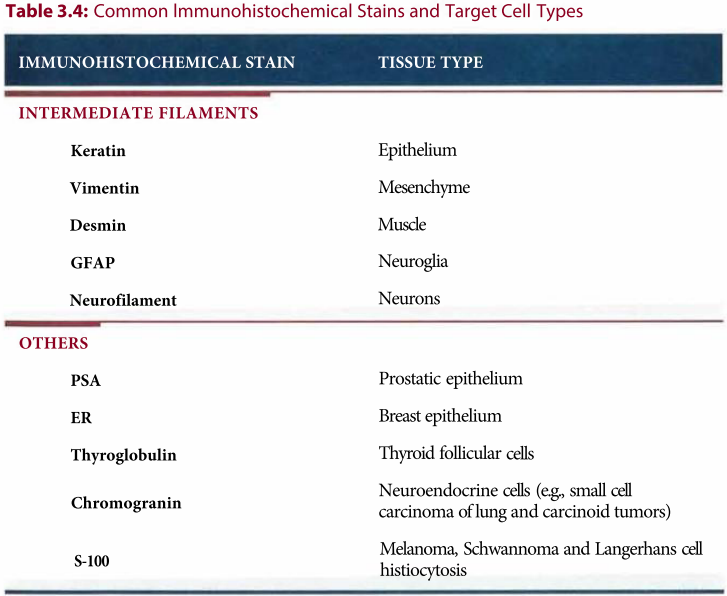 Table 3.4: Common Immunohistochemical Stains and Target Cell Types
IMMUNOHISTOCHEMICAL STAIN TISSUE TYPE
INTERMEDIATE FILAMENTS
Keratin Epithelium
Vimentin Mesenchyme
Desmin Muscle
GFAP Neuroglia
Neurofilament Neurons
OTHERS
PSA Prostatic epithelium
ER Breast epithelium
Thyroglobulin Thyroid follicular cells
Chromogranin Neuroendocrine cells (e.g., small cell
carcinoma of lung and carcinoid tumors)
S-100 Melanoma, Schwannoma and Langerhans cell
histiocytosis